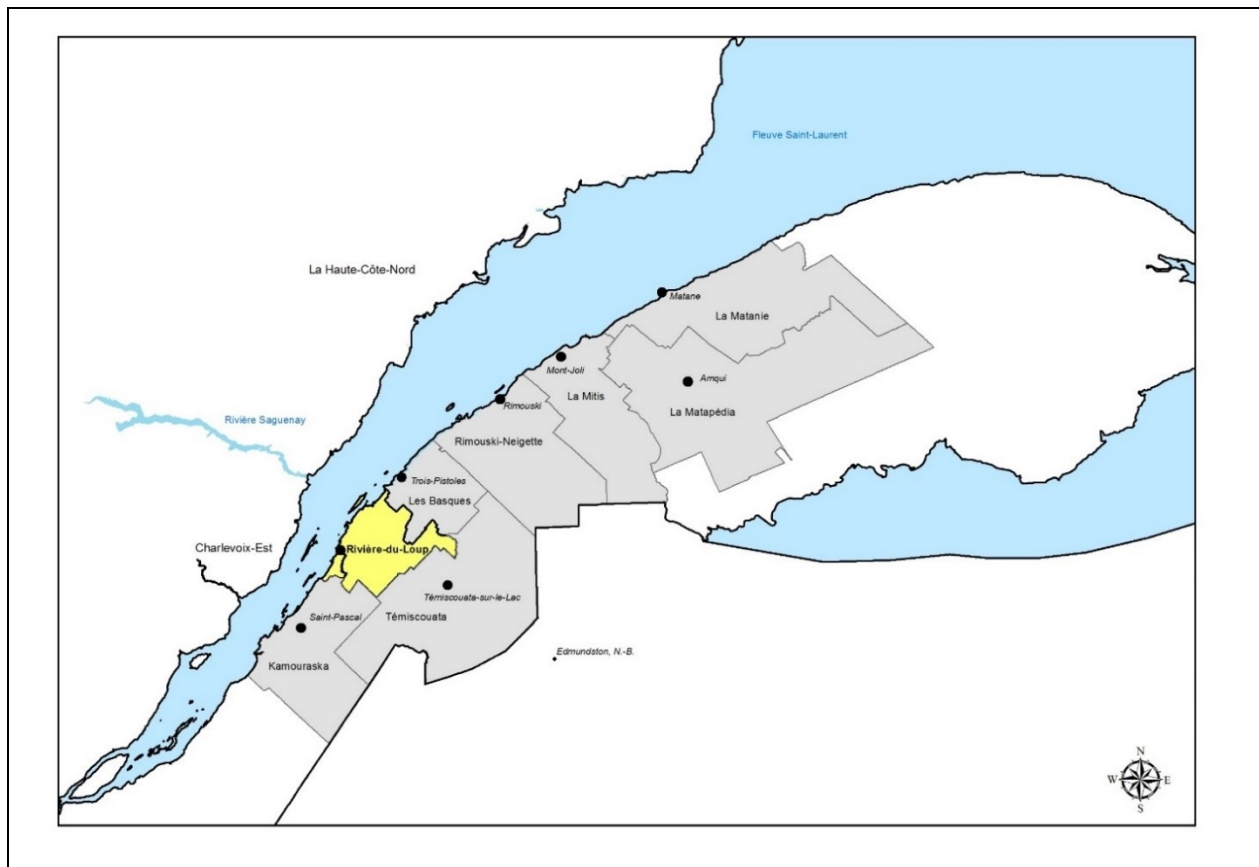 Fleuve Saint-Laurent
La Haute-Côte-Nord
Matane
La Matanie
Mont-Joli
Amqui
La Mitis
Rimouski
La Matapédia
Rivière Saguenay
Rimouski-Neigette
Trois-Pistoles
Les Basques
Charlevoix-Est
Rivière-du-Loup
Témiscouata-sur-le-Lac
Saint-Pascal
Témiscouata
Edmundston, N.-B.
Kamouraska
N
W E
S